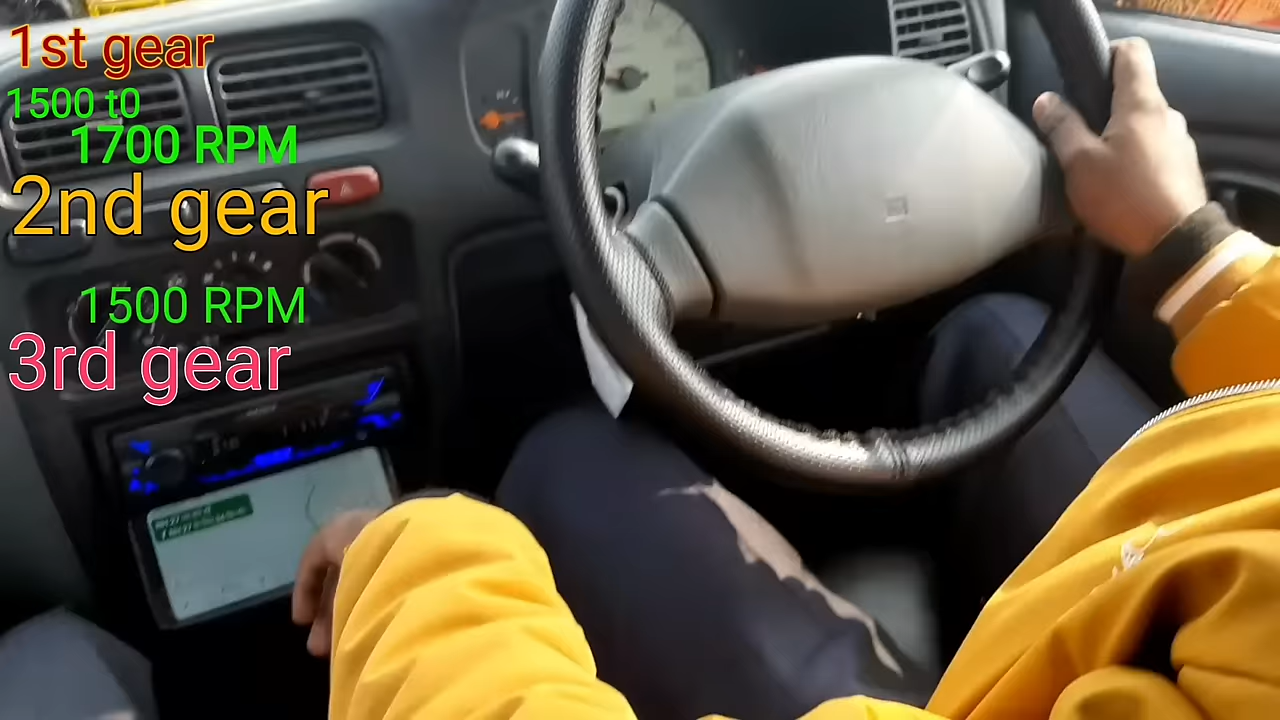 1st gear
1500 t0
1700 RPM
2nd gear
1500 RPM
3rd gear